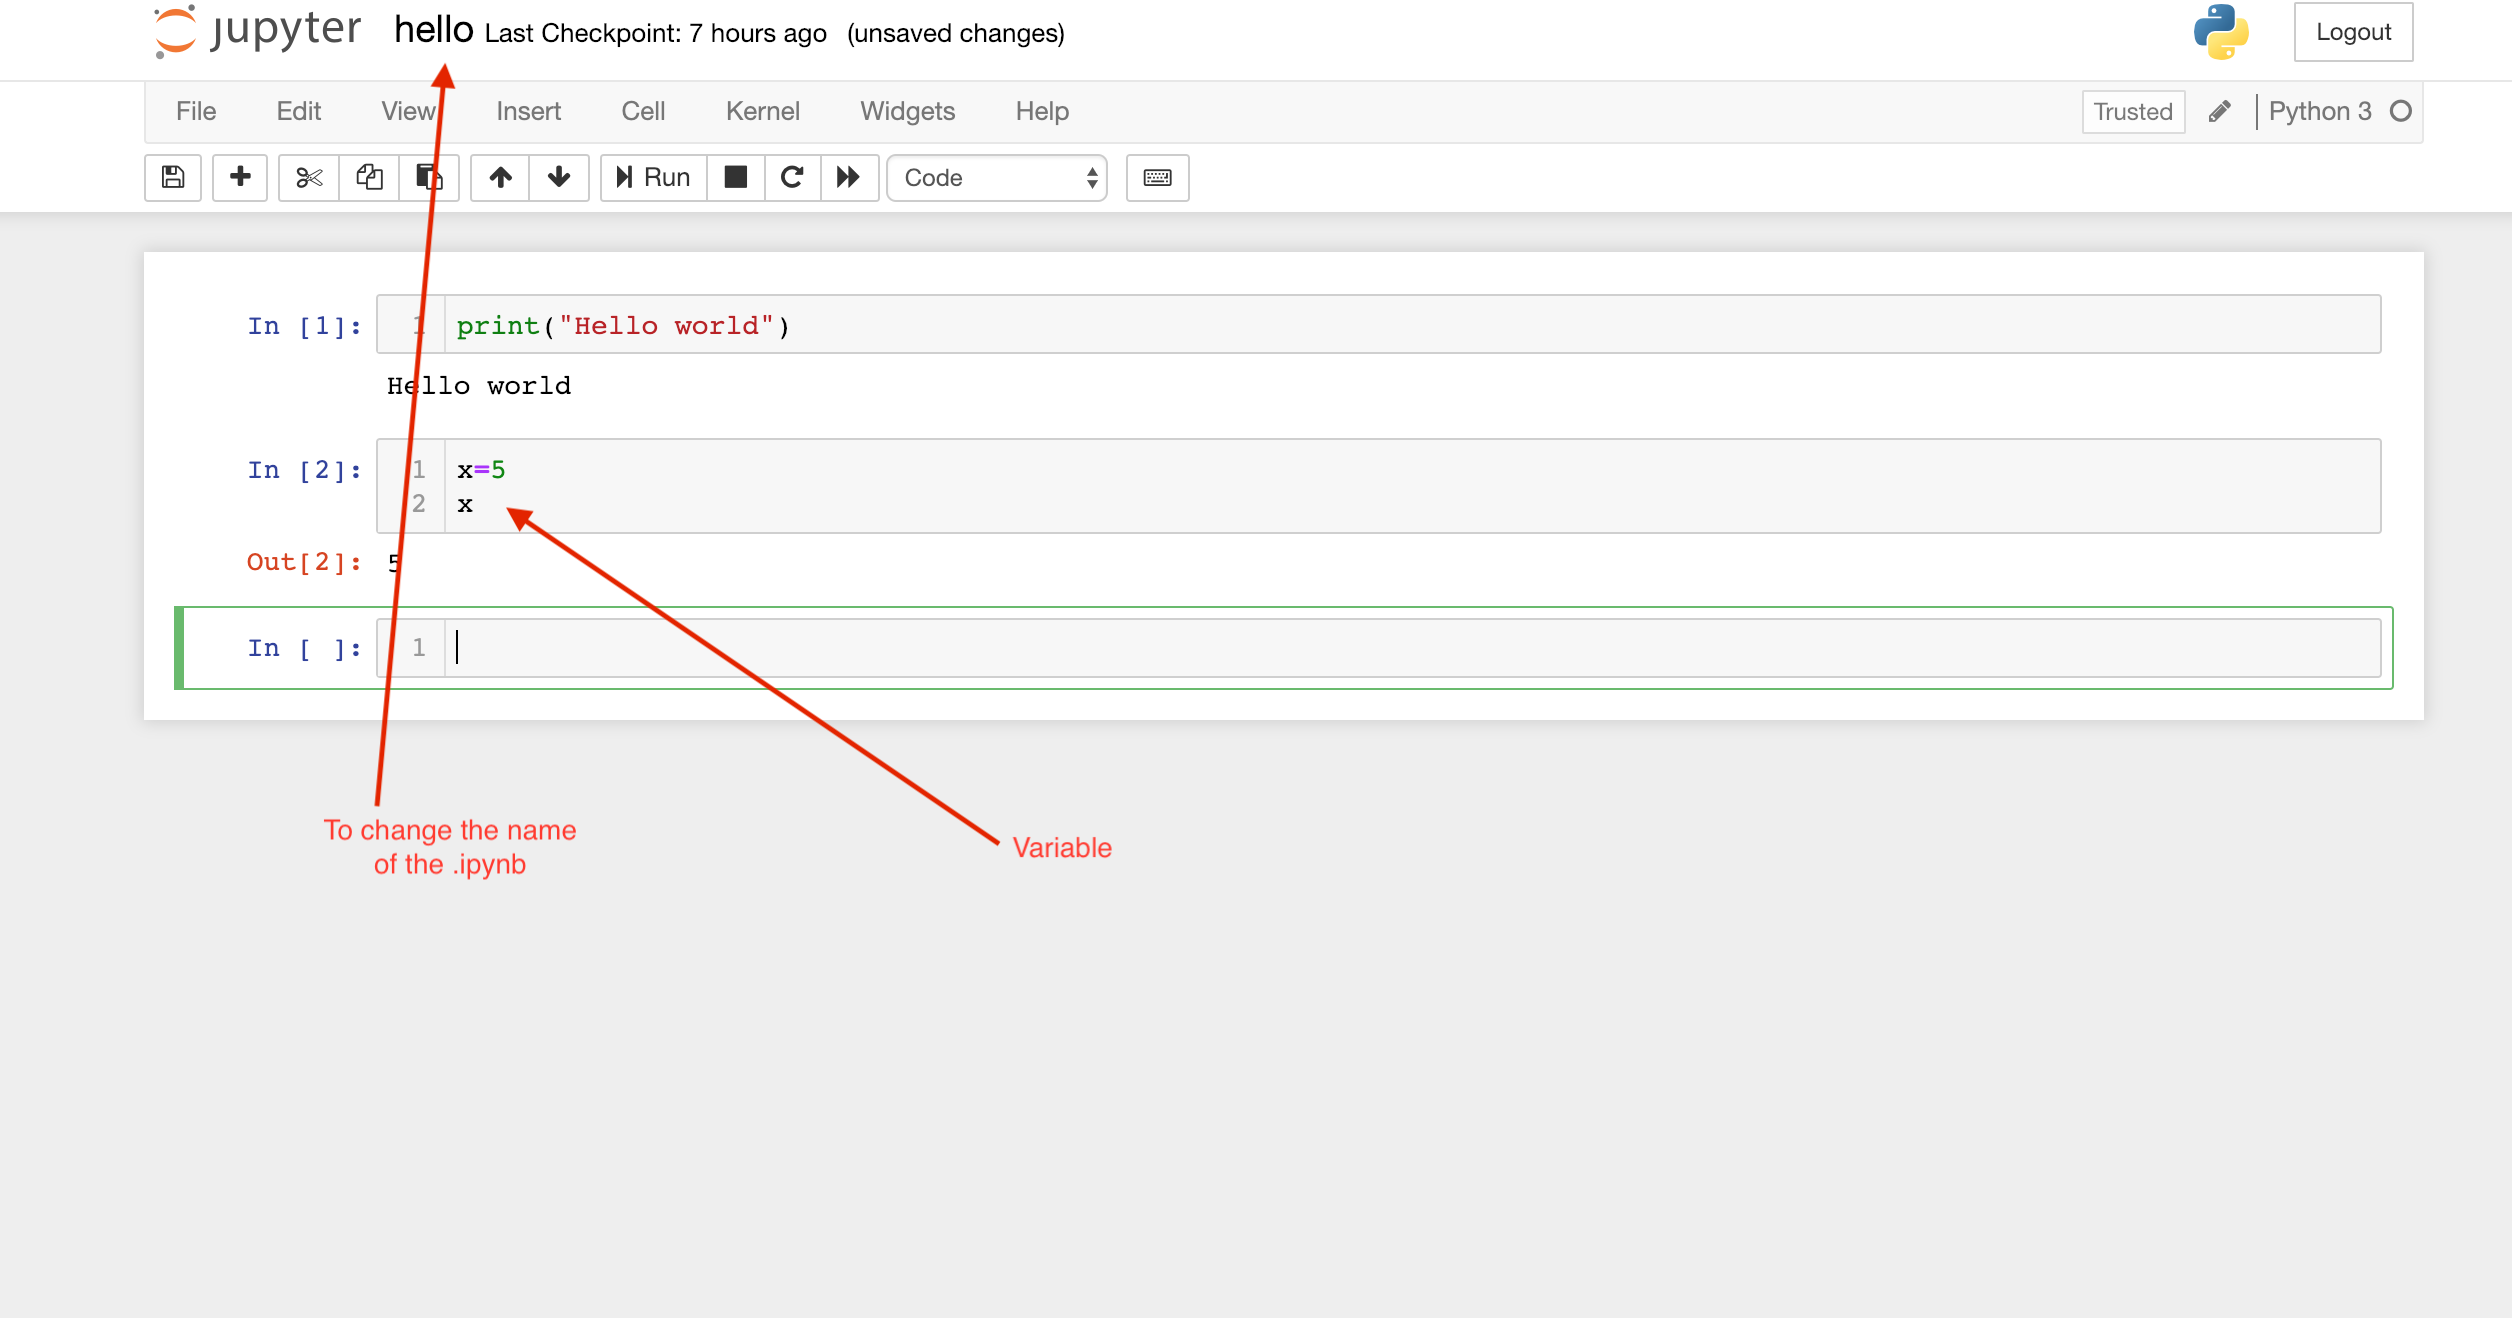 jupyter hello Last Checkpoint: 7 hours ago (unsaved changes)
Logout
File Edit View Insert Cell Kernel Widgets Help
Trusted Python 3
Run Code
In [1]: 1 print("Hello world")
Hello world
In [2]: 1 x=5
2 x
Out[2]: 5
In [ ]: 1
To change the name
of the .ipynb
Variable